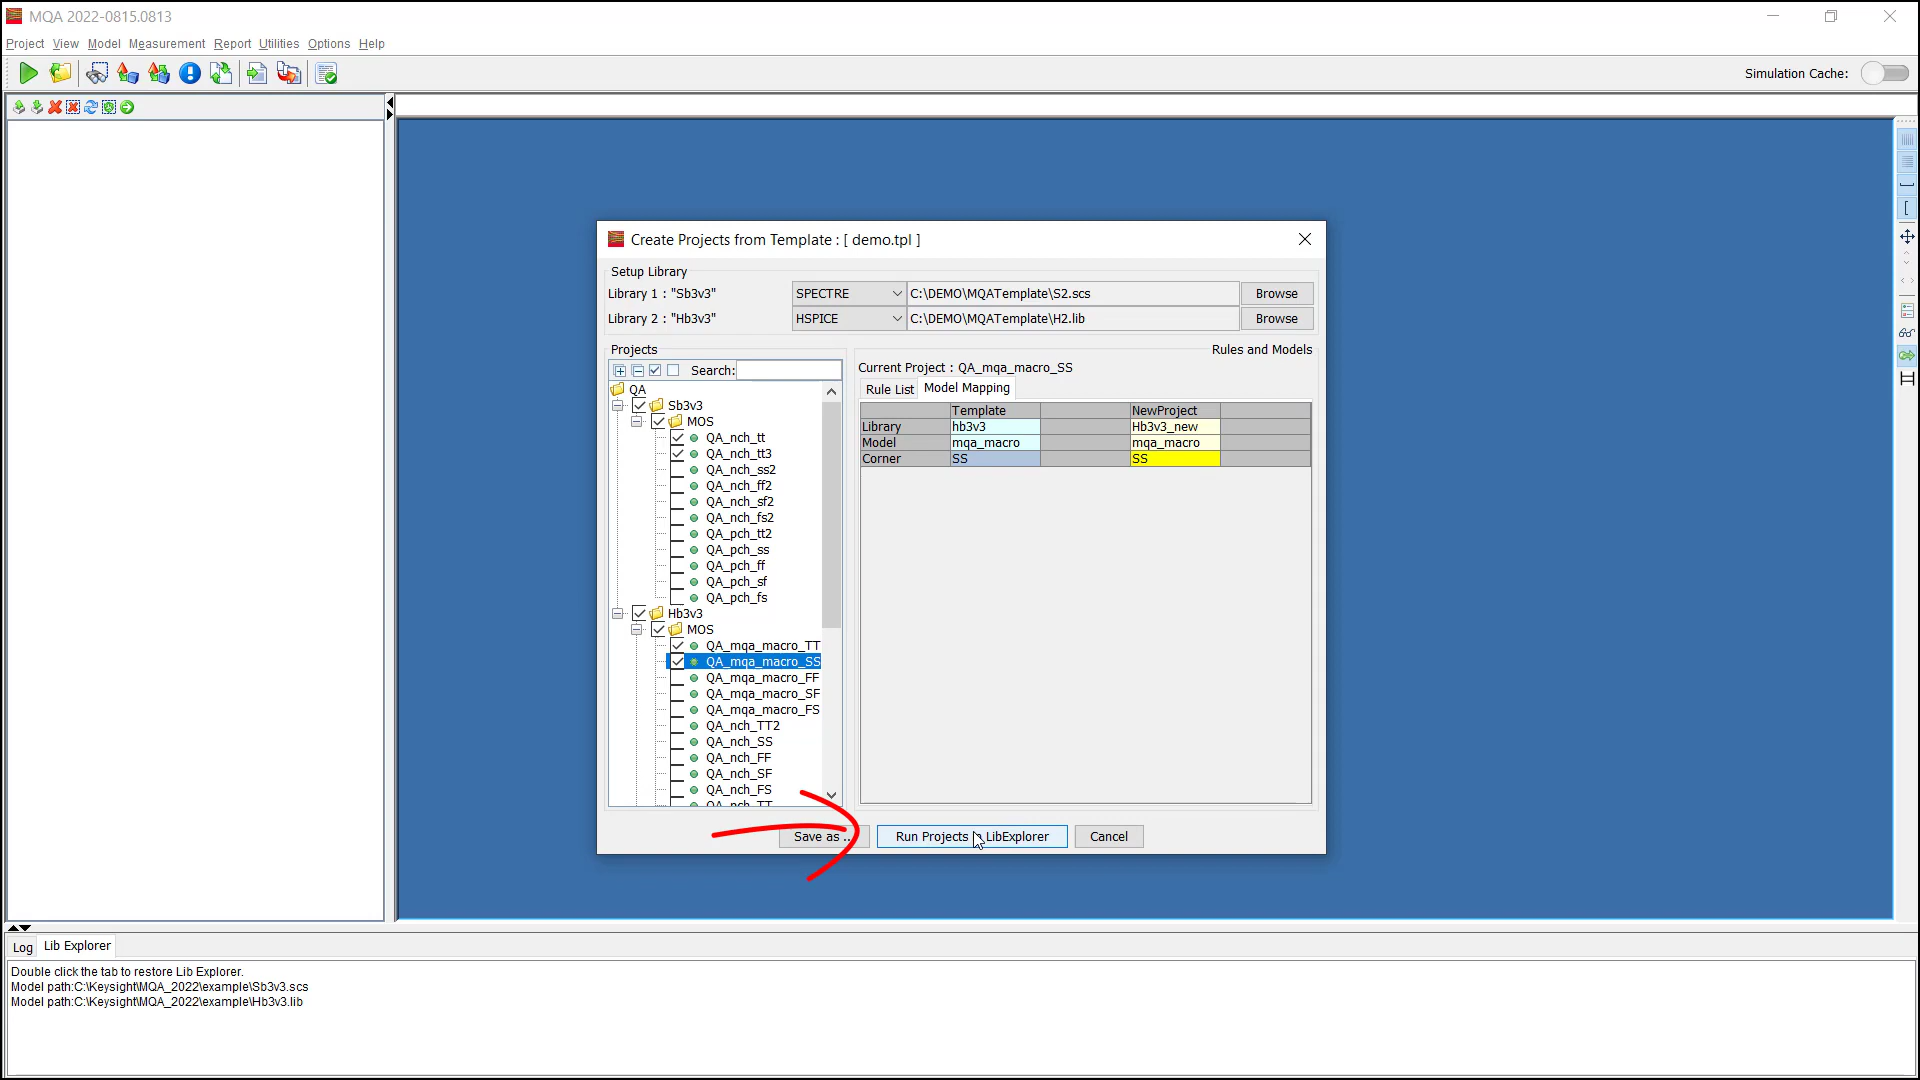 MQA 2022-0815.0813
Project View Model Measurement Report Utilities Options Help
Simulation Cache:
Create Projects from Template : [ demo.tpl ]
Setup Library
Library 1 : "Sb3v3" SPECTRE C:\DEMO\MQATemplate\S2.scs Browse
Library 2 : "Hb3v3" HSPICE C:\DEMO\MQATemplate\H2.lib Browse
Projects
Search:
QA
Sb3v3
MOS
QA_nch_tt
QA_nch_tt3
QA_nch_ss2
QA_nch_ff2
QA_nch_sf2
QA_nch_fs2
QA_pch_tt2
QA_pch_ss
QA_pch_ff
QA_pch_sf
QA_pch_fs
Hb3v3
MOS
QA_mqa_macro_TT
QA_mqa_macro_SS
QA_mqa_macro_FF
QA_mqa_macro_SF
QA_mqa_macro_FS
QA_nch_TT2
QA_nch_SS
QA_nch_FF
QA_nch_SF
QA_nch_FS
QA_nch_TT
Rules and Models
Current Project : QA_mqa_macro_SS
Rule List Model Mapping
Template NewProject
Library hb3v3 Hb3v3_new
Model mqa_macro mqa_macro
Corner SS SS
Save as .. Run Projects LibExplorer Cancel
Log Lib Explorer
Double click the tab to restore Lib Explorer.
Model path:C:\Keysight\MQA_2022\example\Sb3v3.scs
Model path:C:\Keysight\MQA_2022\example\Hb3v3.lib